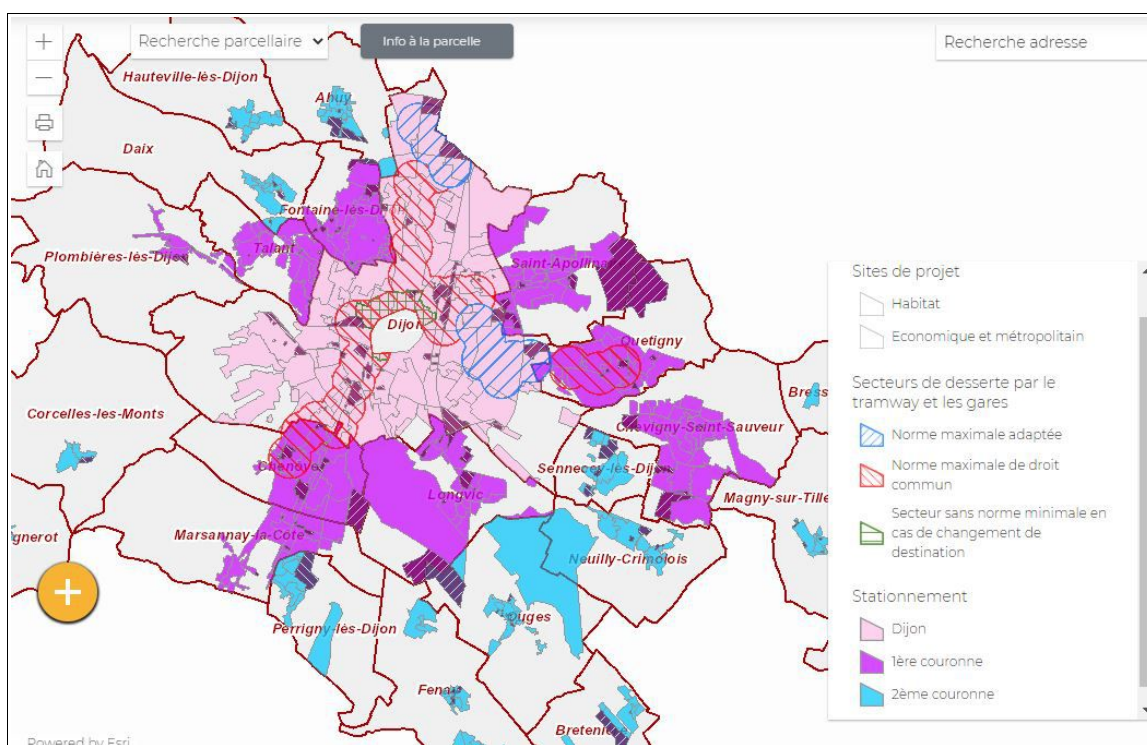 Recherche parcellaire
Info à la parcelle
Recherche adresse
Hauteville-lès-Dijon
Ahuy
Daix
Fontaine-lès-D
Talant
Plombières-lès-Dijon
Saint-Apollina
Dijon
Quetigny
Corcelles-les-Monts
Bress
Chevigny-Saint-Sauveur
Chenove
Sennecey-lès-Dijon
Longvic
Magny-sur-Tille
Marsannay-la-Côte
gnerot
Neuilly-Crimolois
Perrigny-lès-Dijon
Ouges
Fenay
Bretenière
Sites de projet
Habitat
Economique et métropolitain
Secteurs de desserte par le
tramway et les gares
Norme maximale adaptée
Norme maximale de droit
commun
Secteur sans norme minimale en
cas de changement de
destination
Stationnement
Dijon
1ère couronne
2ème couronne
Powered by Esri